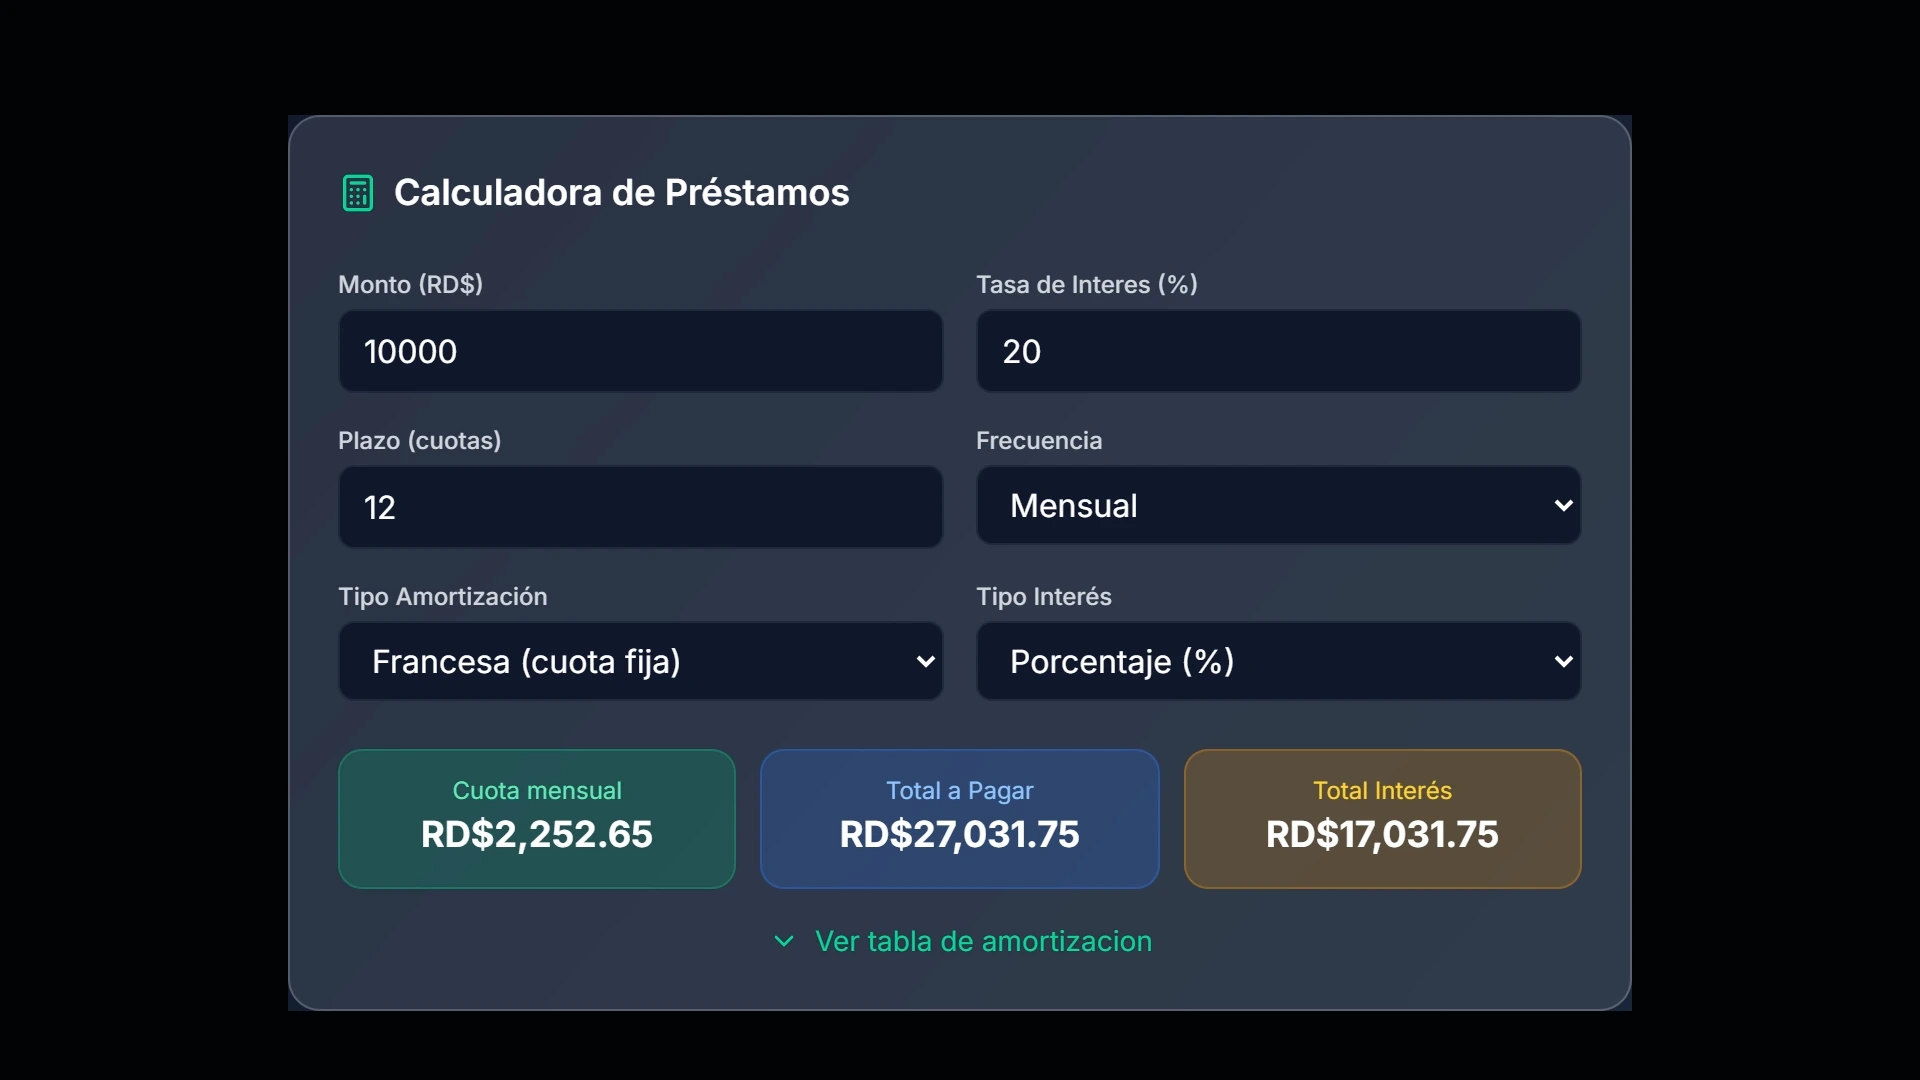 Calculadora de Préstamos
Monto (RD$)
Tasa de Interes (%)
10000
20
Plazo (cuotas)
Frecuencia
12
Mensual
Tipo Amortización
Tipo Interés
Francesa (cuota fija)
Porcentaje (%)
Cuota mensual
RD$2,252.65
Total a Pagar
RD$27,031.75
Total Interés
RD$17,031.75
Ver tabla de amortizacion